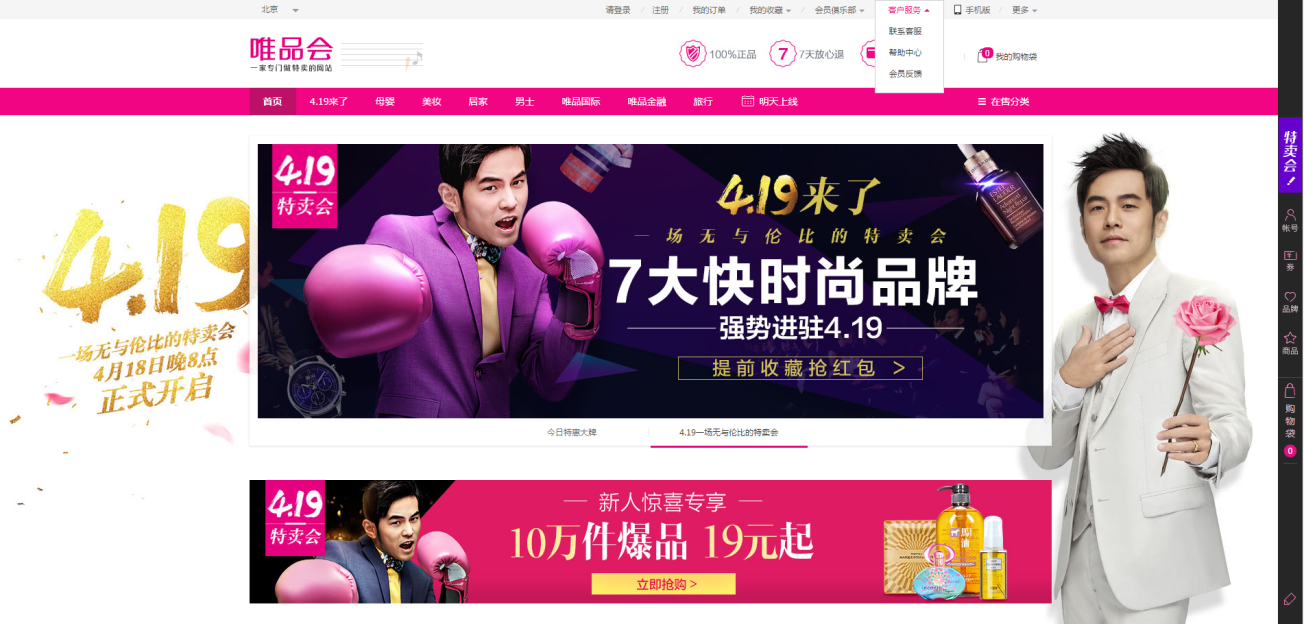 北京
请登录
注册
我的订单
我的收藏
会员俱乐部
客户服务
手机版
更多
联系客服
帮助中心
会员反馈
唯品会
一家专门做特卖的网站
100%正品
7
7天放心退
0
我的购物袋
首页
4.19来了
母婴
美妆
居家
男士
唯品国际
唯品金融
旅行
明天上线
在售分类
4.19
特卖会
4.19来了
一场无与伦比的特卖会
7大快时尚品牌
强势进驻4.19
提前收藏抢红包 >
ESTEE LAUDER
Advanced Night Repair
今日特惠大牌
4.19一场无与伦比的特卖会
4.19
一场无与伦比的特卖会
4月18日晚8点
正式开启
4.19
特卖会
新人惊喜专享
10万件爆品 19元起
立即抢购 >
马油
特卖会!
帐号
券
品牌
商品
购物袋
0